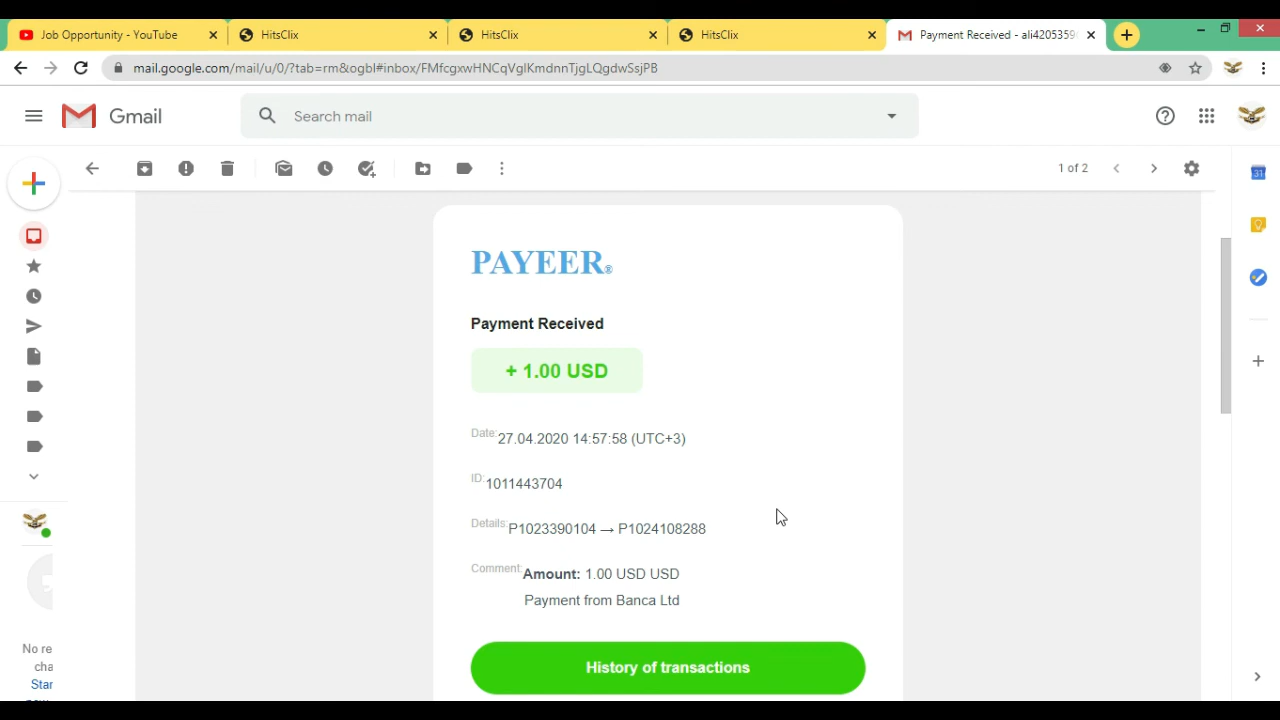 Job Opportunity - YouTube
HitsClix
HitsClix
HitsClix
Payment Received - ali4205359
mail.google.com/mail/u/0/?tab=rm&ogbl#inbox/FMfcgxwHNCqVglKmdnnTjgLQgdwSsjPB
Gmail
Search mail
1 of 2
31
PAYEER®
Payment Received
+ 1.00 USD
Date: 27.04.2020 14:57:58 (UTC+3)
ID: 1011443704
Details: P1023390104 → P1024108288
Comment: Amount: 1.00 USD USD
Payment from Banca Ltd
History of transactions
No re
cha
Star